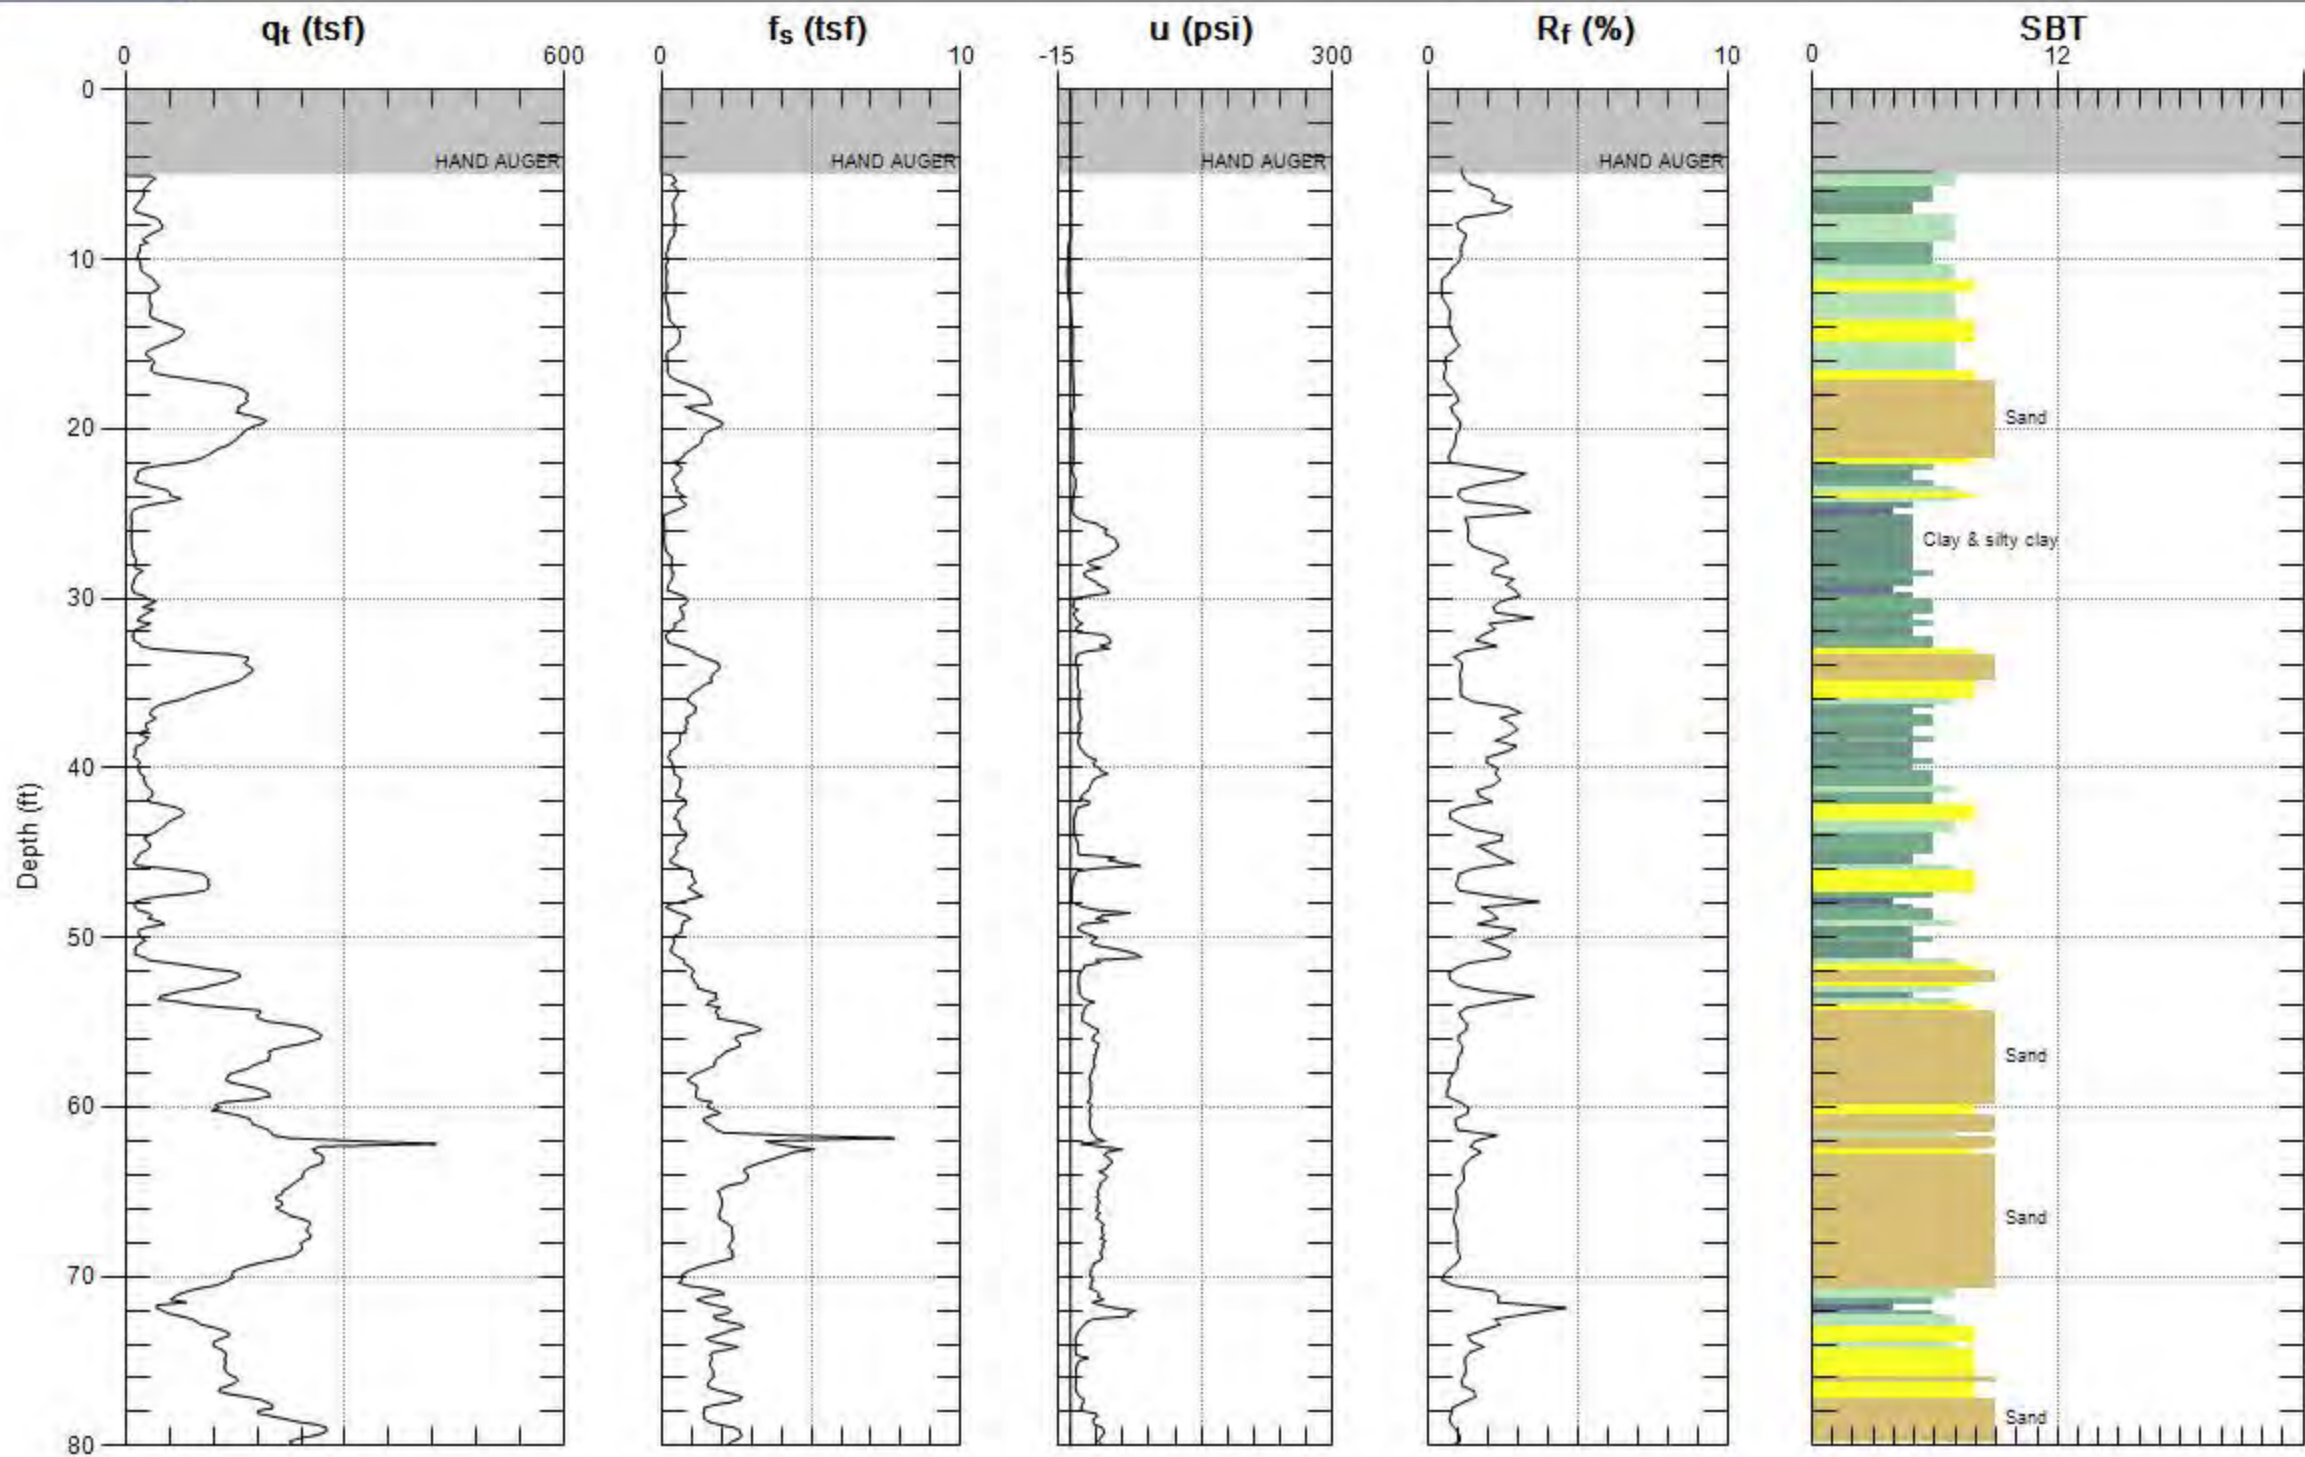 qt (tsf) fs (tsf) u (psi) Rf (%) SBT
0 600 0 10 -15 300 0 10 0 12
0
HAND AUGER HAND AUGER HAND AUGER HAND AUGER
10
20
Sand
Clay & silty clay
30
40
Depth (ft)
50
Sand
60
Sand
70
Sand
80